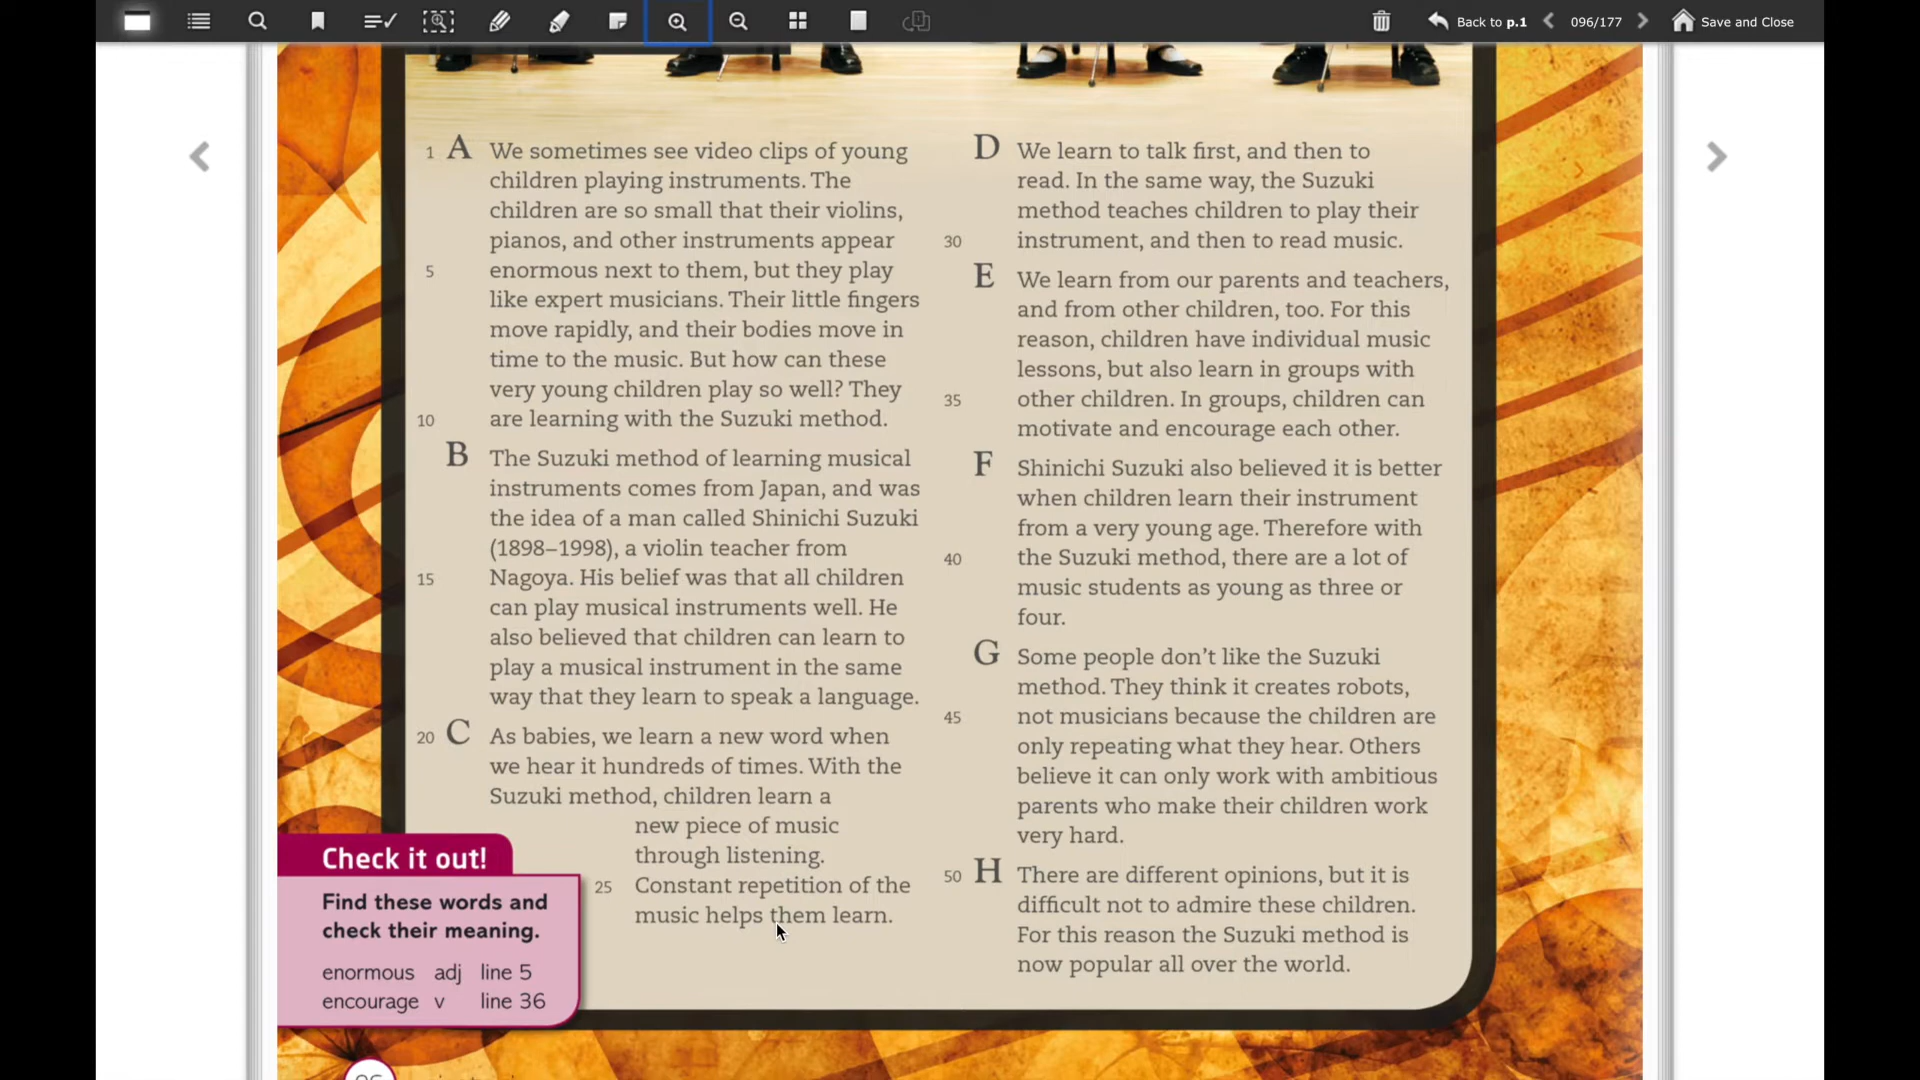 Back to p.1
096/177
Save and Close
1 A We sometimes see video clips of young
children playing instruments. The
children are so small that their violins,
pianos, and other instruments appear
5 enormous next to them, but they play
like expert musicians. Their little fingers
move rapidly, and their bodies move in
time to the music. But how can these
very young children play so well? They
10 are learning with the Suzuki method.
B The Suzuki method of learning musical
instruments comes from Japan, and was
the idea of a man called Shinichi Suzuki
(1898–1998), a violin teacher from
15 Nagoya. His belief was that all children
can play musical instruments well. He
also believed that children can learn to
play a musical instrument in the same
way that they learn to speak a language.
20 C As babies, we learn a new word when
we hear it hundreds of times. With the
Suzuki method, children learn a
new piece of music
through listening.
25 Constant repetition of the
music helps them learn.
Check it out!
Find these words and
check their meaning.
enormous adj line 5
encourage v line 36
D We learn to talk first, and then to
read. In the same way, the Suzuki
method teaches children to play their
30 instrument, and then to read music.
E We learn from our parents and teachers,
and from other children, too. For this
reason, children have individual music
lessons, but also learn in groups with
35 other children. In groups, children can
motivate and encourage each other.
F Shinichi Suzuki also believed it is better
when children learn their instrument
from a very young age. Therefore with
40 the Suzuki method, there are a lot of
music students as young as three or
four.
G Some people don't like the Suzuki
method. They think it creates robots,
45 not musicians because the children are
only repeating what they hear. Others
believe it can only work with ambitious
parents who make their children work
very hard.
50 H There are different opinions, but it is
difficult not to admire these children.
For this reason the Suzuki method is
now popular all over the world.